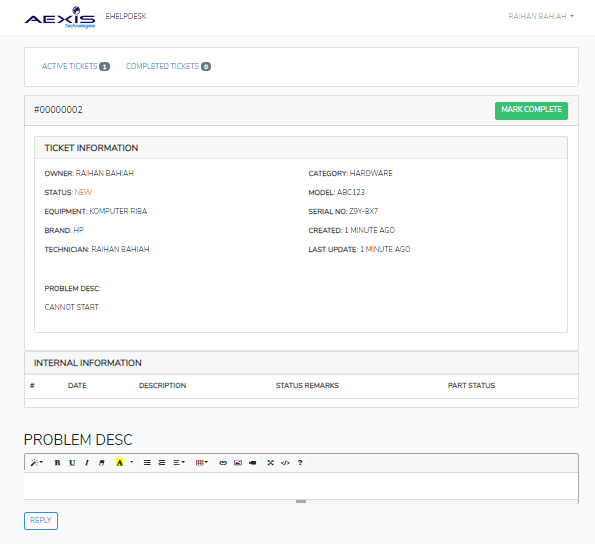 AEXIS Technologies EHELPDESK RAIHAN BAHIAH
ACTIVE TICKETS 1 COMPLETED TICKETS 0
#00000002 MARK COMPLETE
TICKET INFORMATION
OWNER: RAIHAN BAHIAH CATEGORY: HARDWARE
STATUS: NEW MODEL: ABC123
EQUIPMENT: KOMPUTER RIBA SERIAL NO: Z9Y-8X7
BRAND: HP CREATED: 1 MINUTE AGO
TECHNICIAN: RAIHAN BAHIAH LAST UPDATE: 1 MINUTE AGO
PROBLEM DESC:
CANNOT START
INTERNAL INFORMATION
# DATE DESCRIPTION STATUS REMARKS PART STATUS
PROBLEM DESC
B U I A </> ?
REPLY